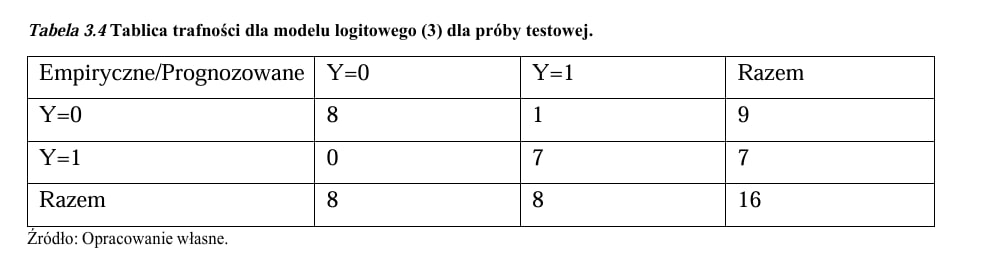 Tabela 3.4 Tablica trafności dla modelu logitowego (3) dla próby testowej.
Empiryczne/Prognozowane Y=0 Y=1 Razem
Y=0 8 1 9
Y=1 0 7 7
Razem 8 8 16
Źródło: Opracowanie własne.